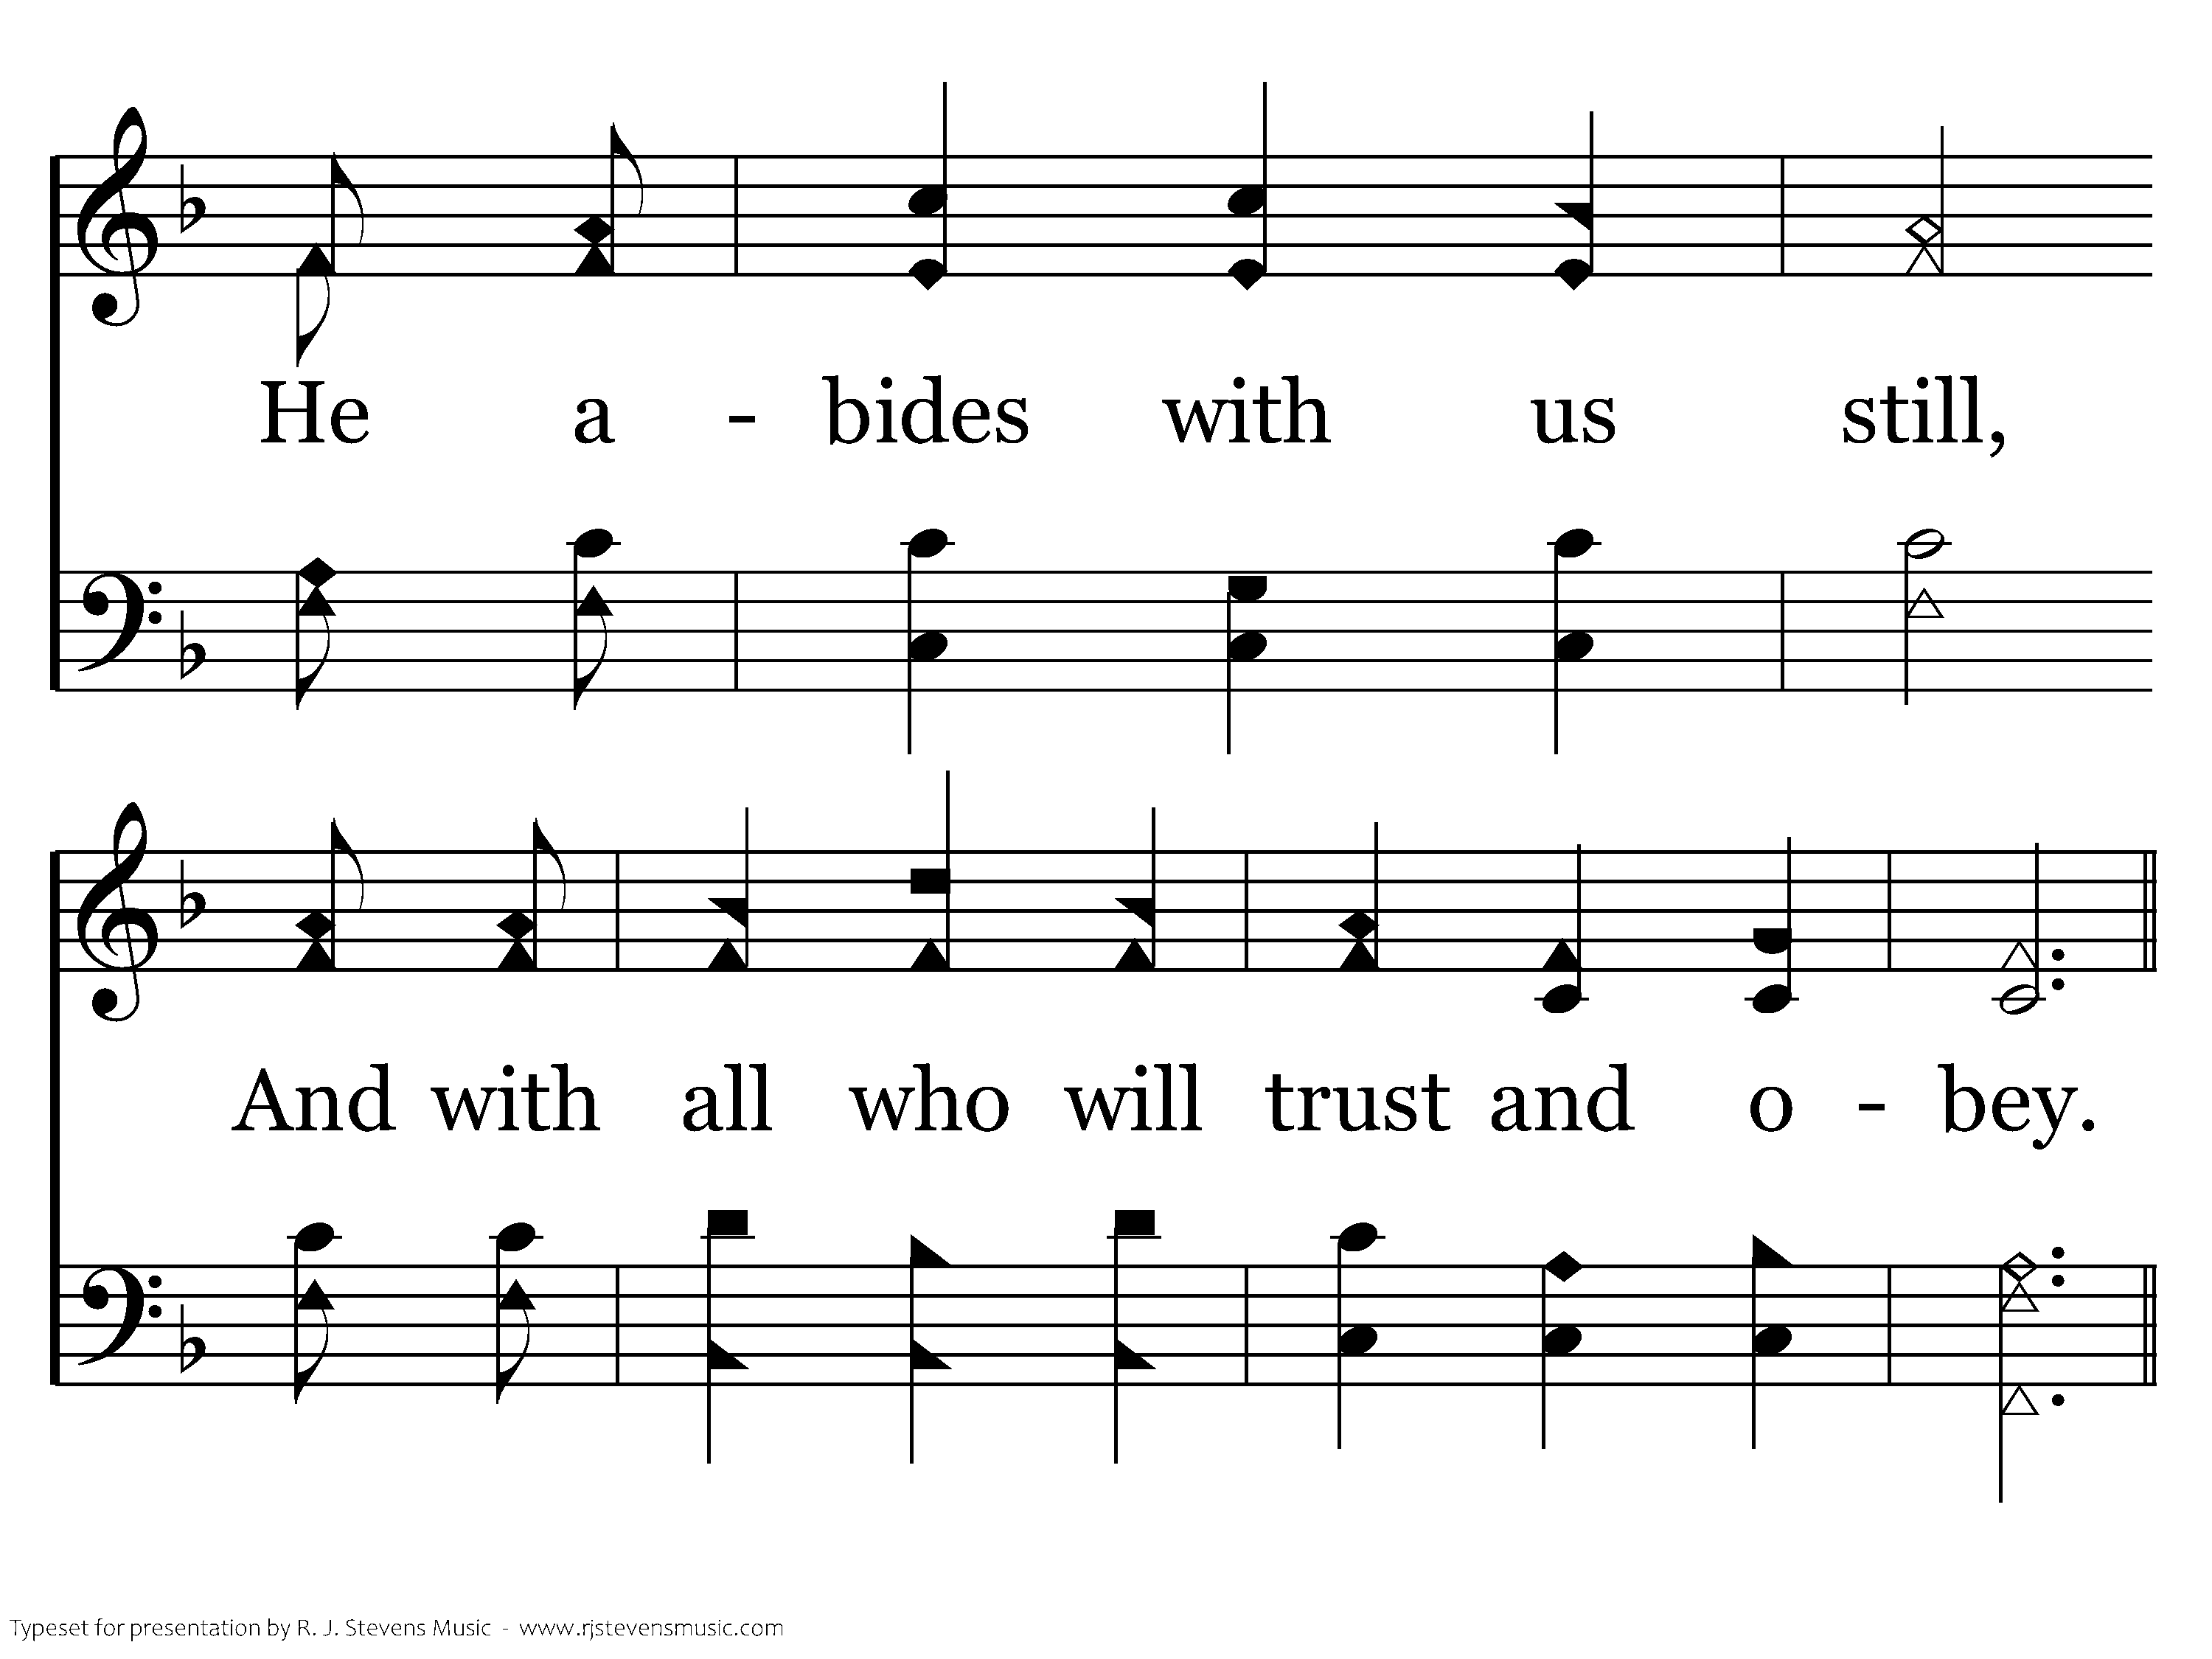 He a - bides with us still,
And with all who will trust and o - bey.
Typeset for presentation by R. J. Stevens Music - www.rjstevensmusic.com